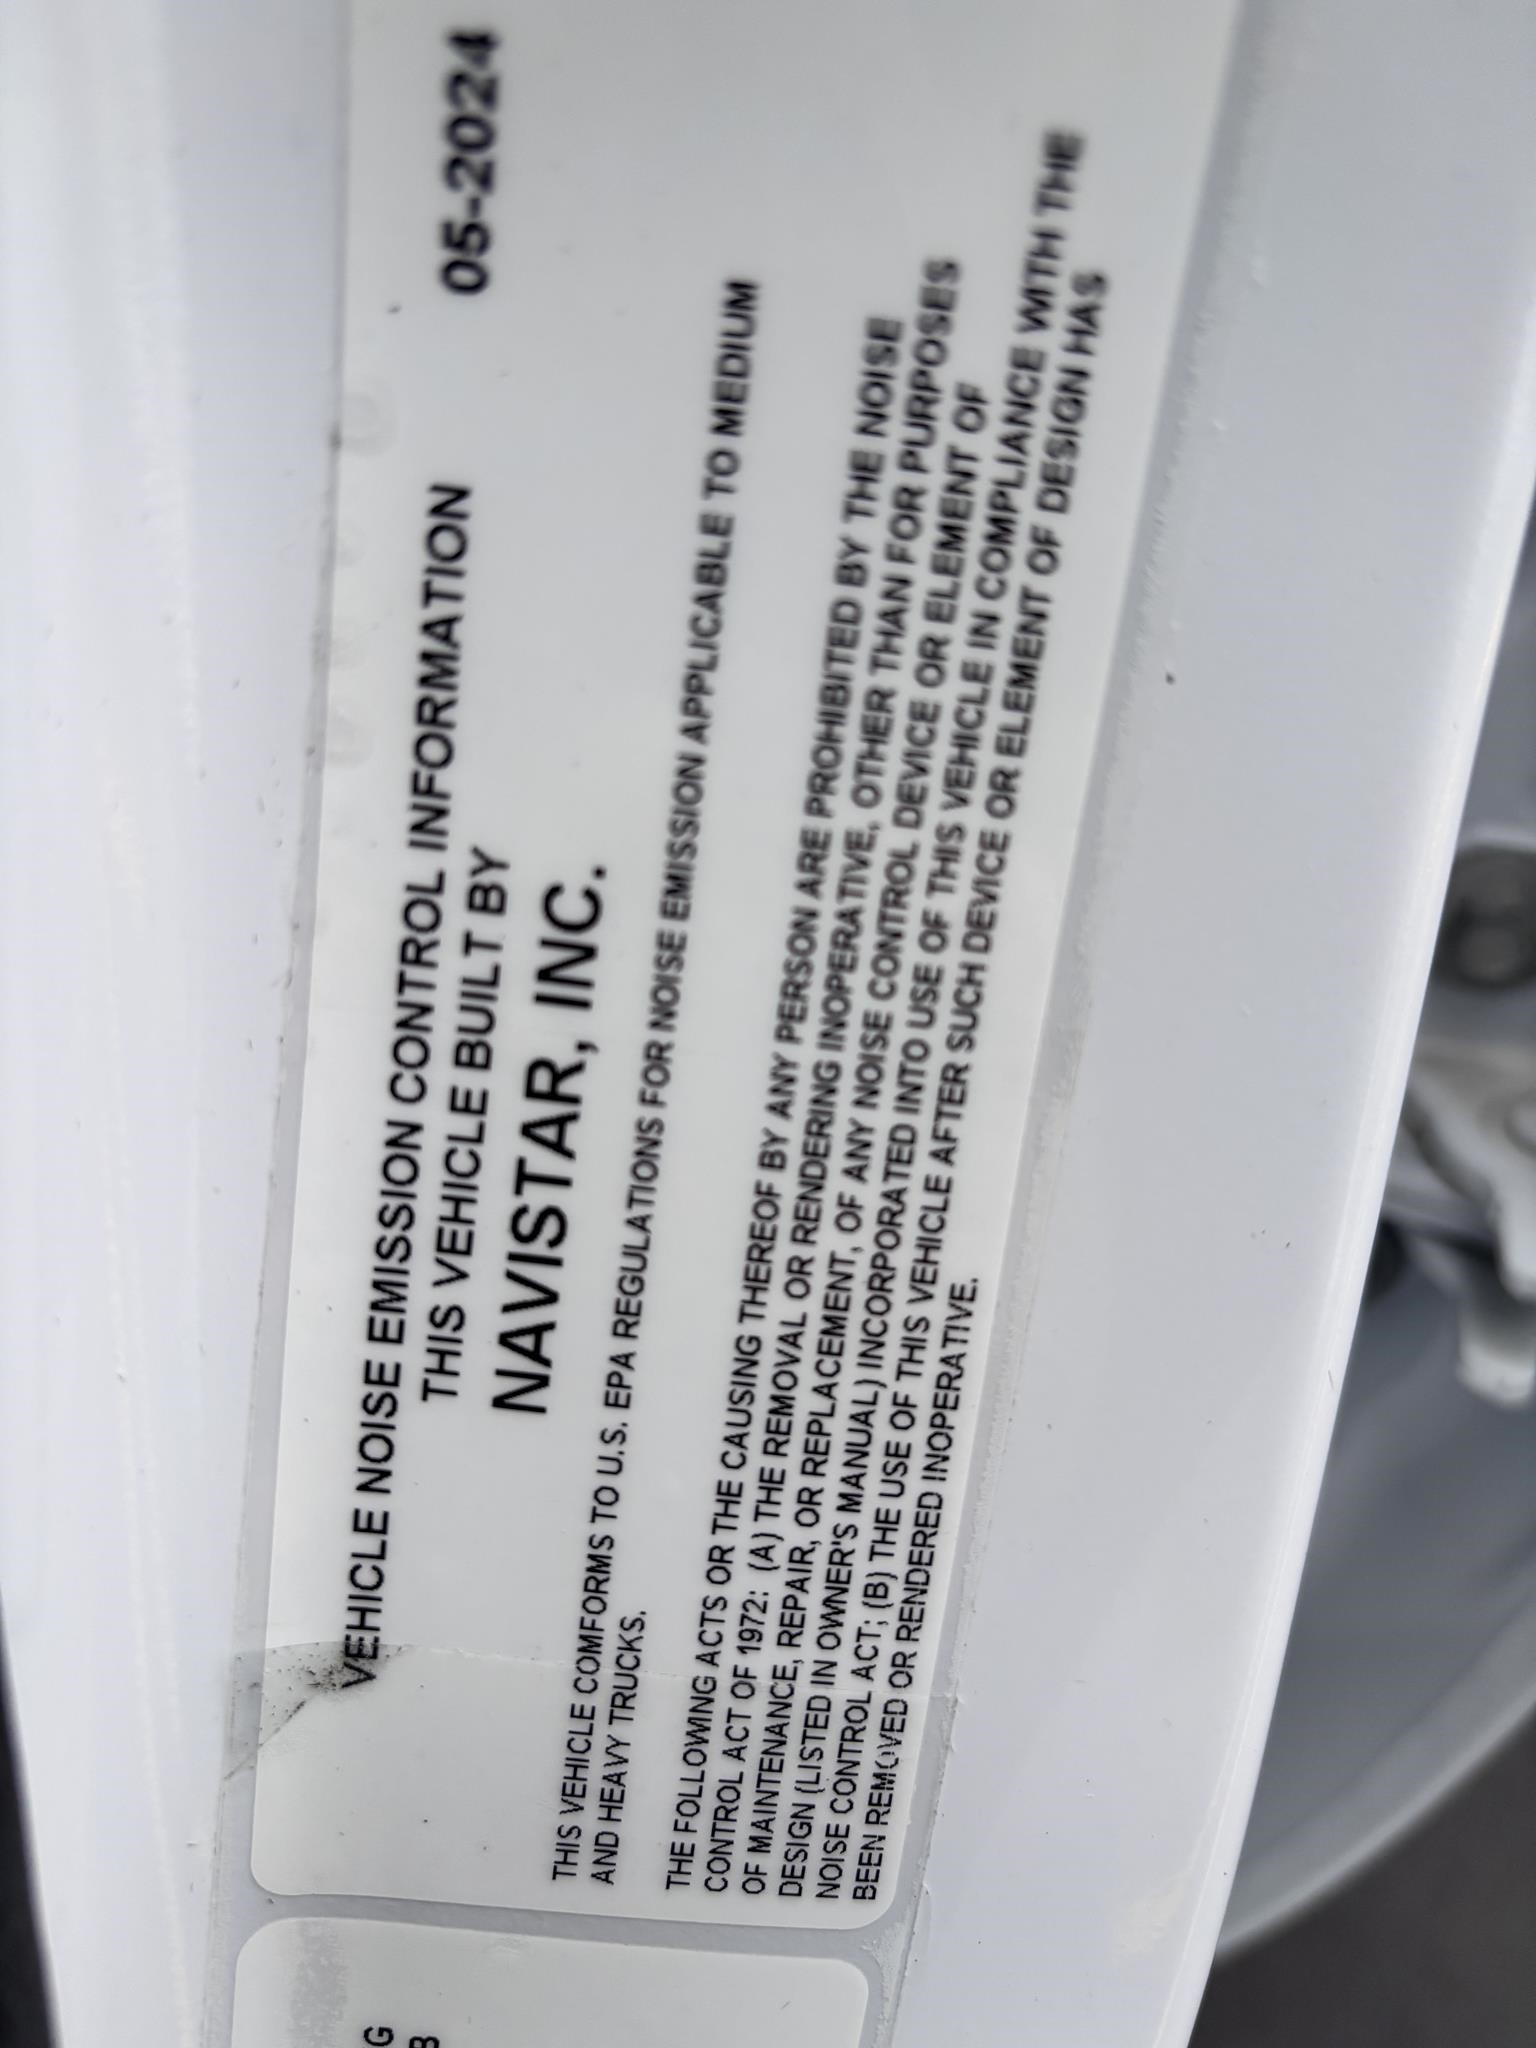 VEHICLE NOISE EMISSION CONTROL INFORMATION 05-2024
THIS VEHICLE BUILT BY
NAVISTAR, INC.
THIS VEHICLE COMFORMS TO U.S. EPA REGULATIONS FOR NOISE EMISSION APPLICABLE TO MEDIUM
AND HEAVY TRUCKS.
THE FOLLOWING ACTS OR THE CAUSING THEREOF BY ANY PERSON ARE PROHIBITED BY THE NOISE
CONTROL ACT OF 1972: (A) THE REMOVAL OR RENDERING INOPERATIVE, OTHER THAN FOR PURPOSES
OF MAINTENANCE, REPAIR, OR REPLACEMENT, OF ANY NOISE CONTROL DEVICE OR ELEMENT OF
DESIGN (LISTED IN OWNER'S MANUAL) INCORPORATED INTO USE OF THIS VEHICLE IN COMPLIANCE WITH THE
NOISE CONTROL ACT; (B) THE USE OF THIS VEHICLE AFTER SUCH DEVICE OR ELEMENT OF DESIGN HAS
BEEN REMOVED OR RENDERED INOPERATIVE.
G
B